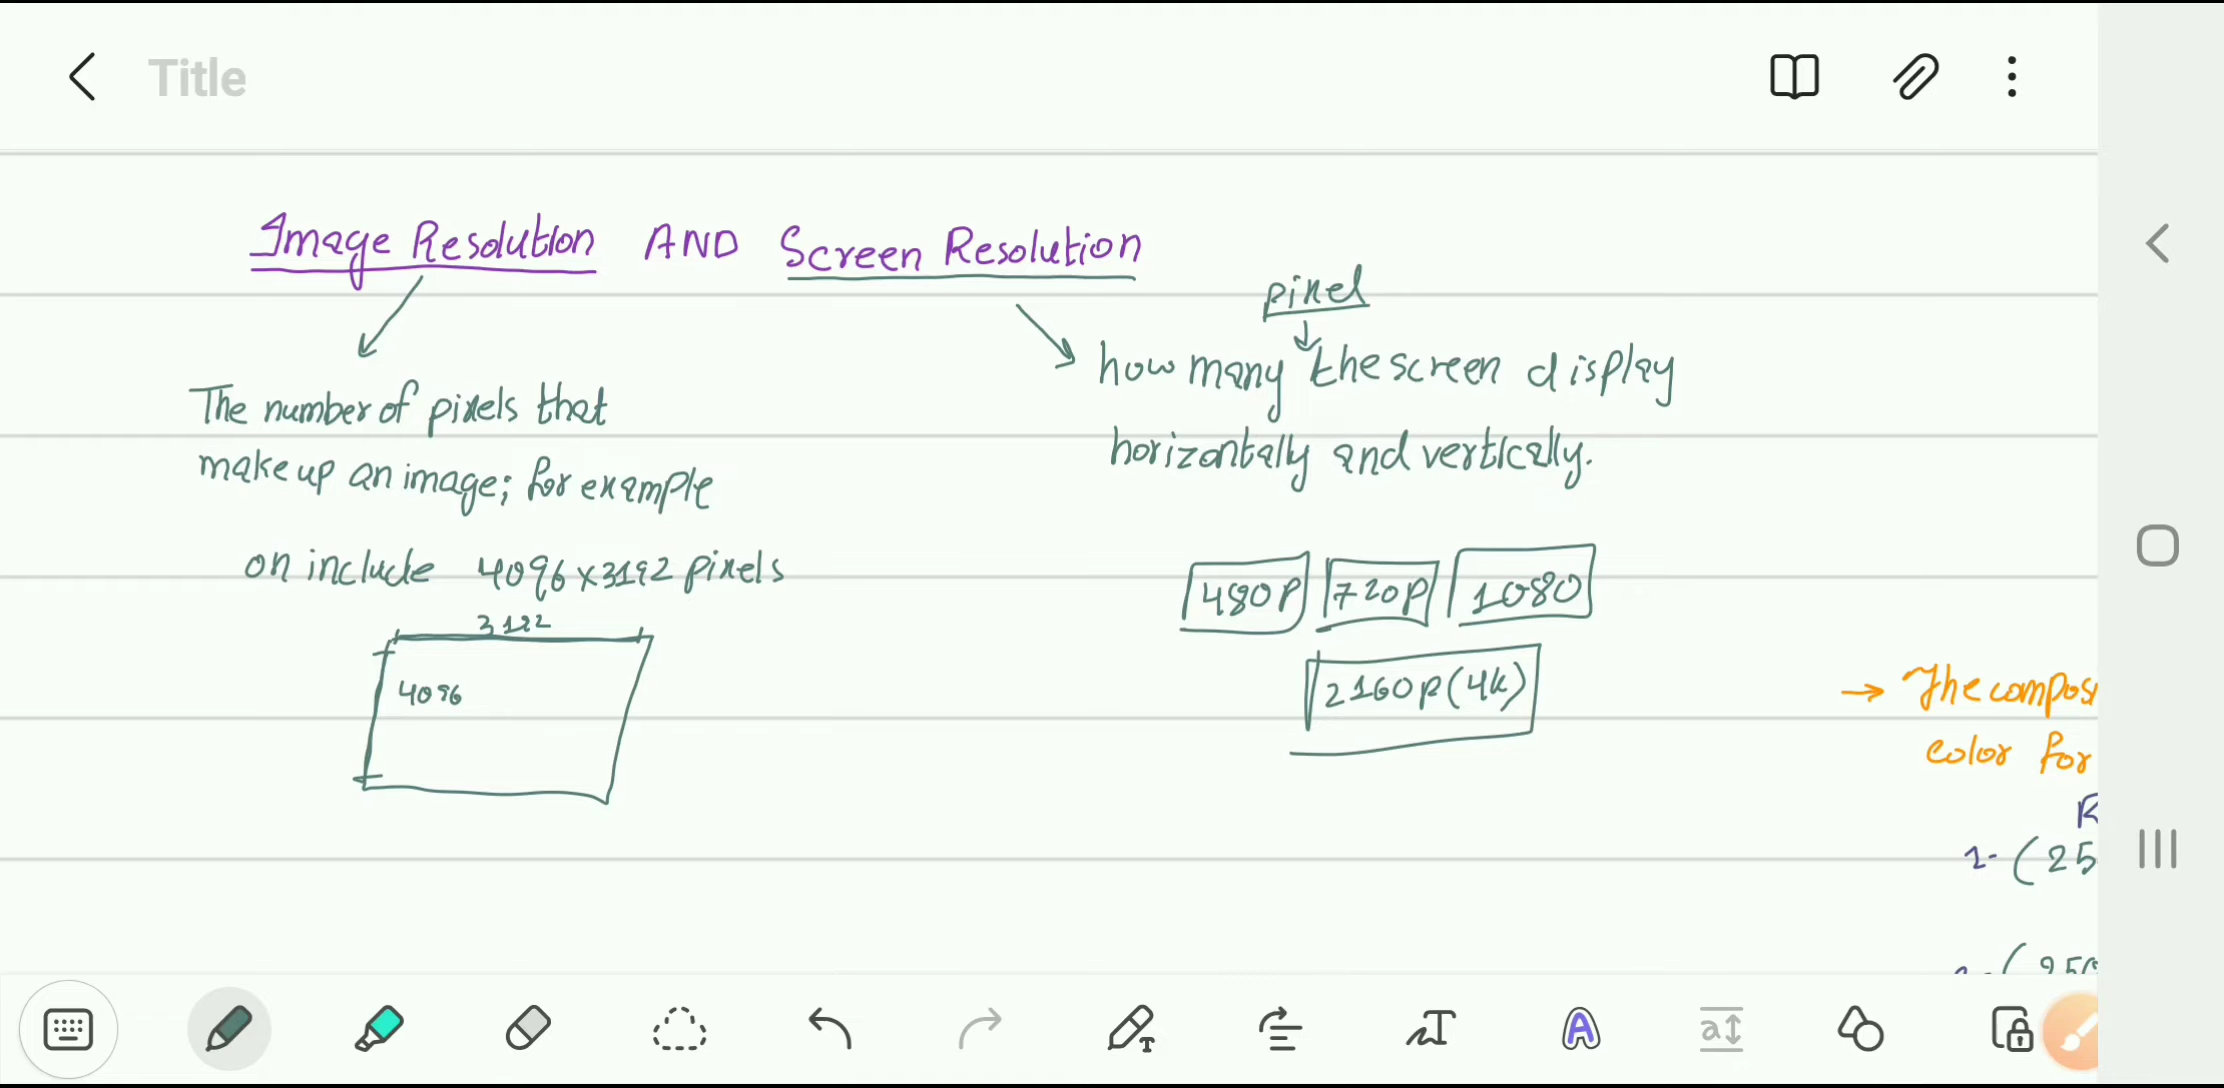 Title
Image Resolution AND Screen Resolution
pixel
how many the screen display
horizontally and vertically.
The number of pixels that
make up an image; for example
on include 4096x3192 pixels
3192
4096
480P 720P 1080
2160P(4k)
→ The compos
color for
R
1- (25